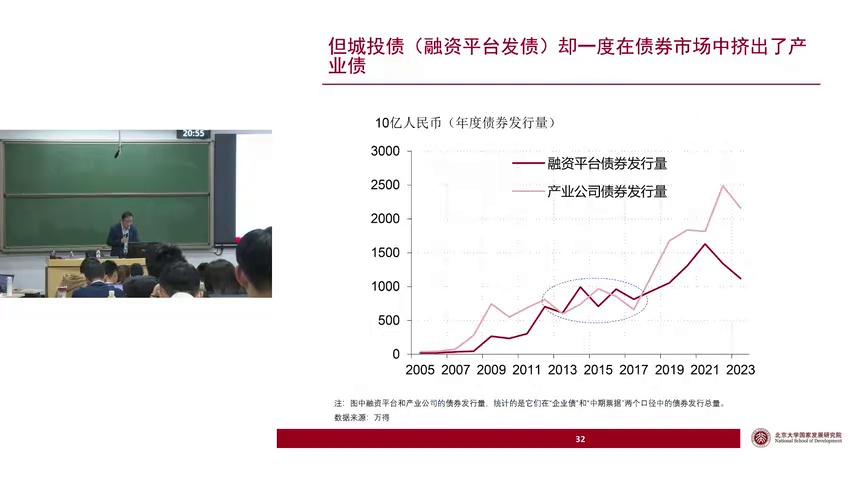 但城投债（融资平台发债）却一度在债券市场中挤出了产
业债
20:55
10亿人民币（年度债券发行量）
3000
2500
2000
1500
1000
500
0
融资平台债券发行量
产业公司债券发行量
2005 2007 2009 2011 2013 2015 2017 2019 2021 2023
注：图中融资平台和产业公司的债券发行量，统计的是它们在“企业债”和“中期票据”两个口径中的债券发行总量。
数据来源：万得
32
北京大学国家发展研究院
National School of Development